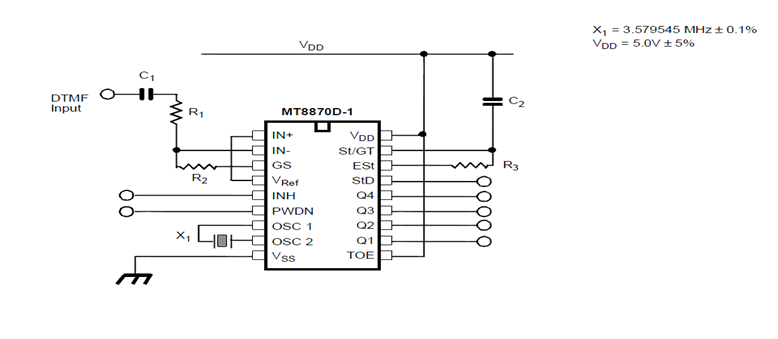 X1 = 3.579545 MHz ± 0.1%
VDD = 5.0V ± 5%
VDD
C1
DTMF
Input
R1
C2
MT8870D-1
IN+
VDD
IN-
St/GT
GS
ESt
R2
R3
VRef
StD
INH
Q4
PWDN
Q3
OSC 1
Q2
X1
OSC 2
Q1
VSS
TOE